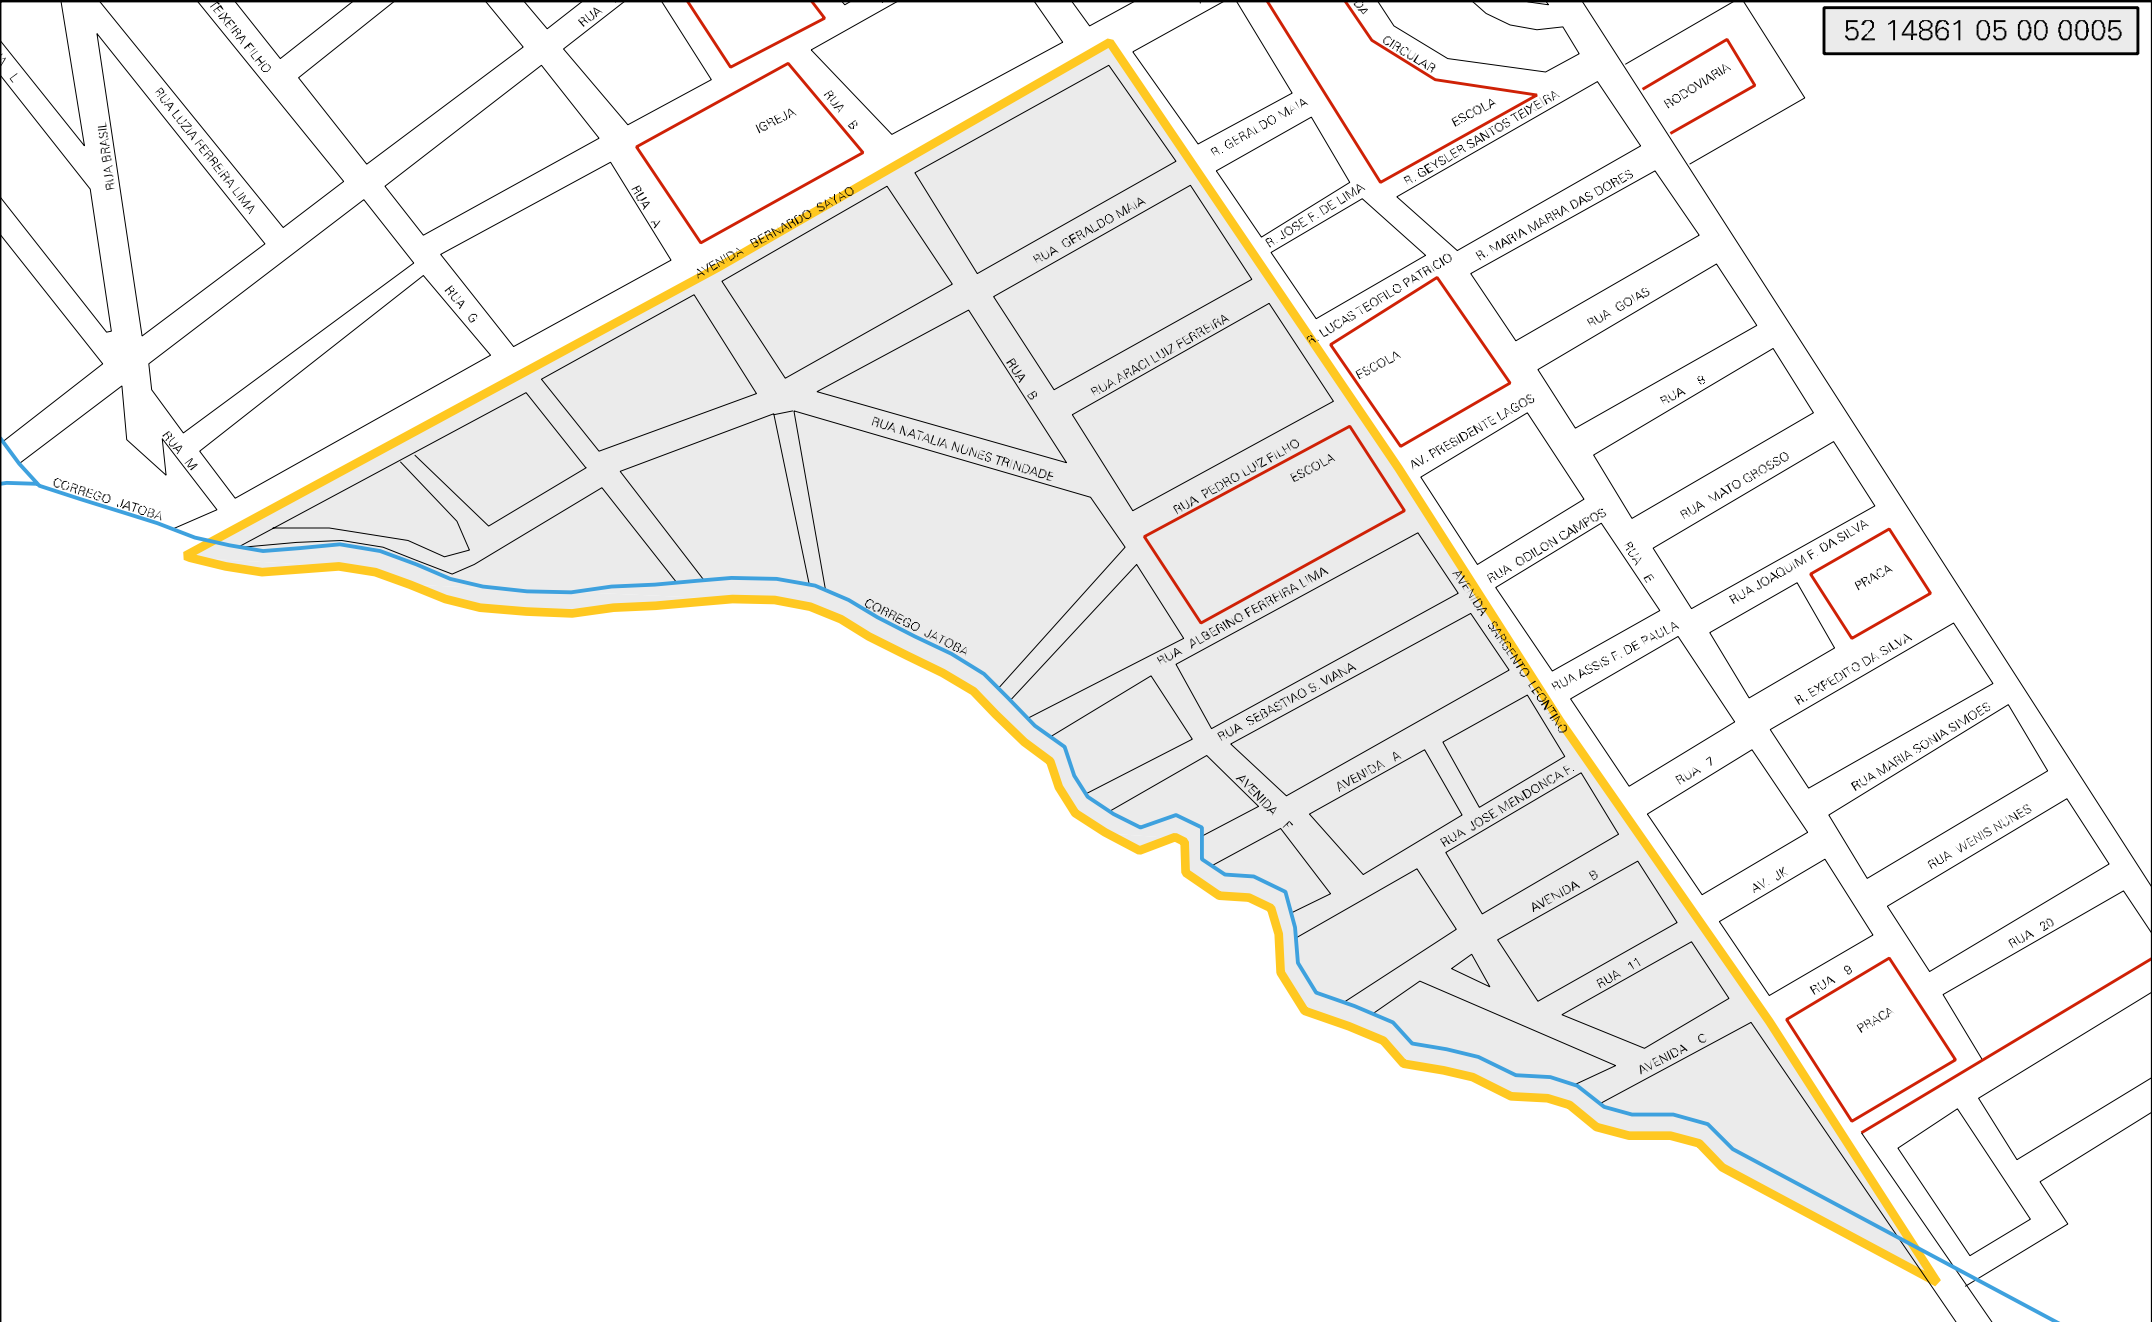 52 14861 05 00 0005
TEIXEIRA FILHO
RUA
CIRCULAR
RODOVIARIA
RUA LUZIA FERREIRA LIMA
RUA BRASIL
IGREJA
RUA B
ESCOLA
R. GERALDO MAIA
R. GEYSLER SANTOS TEIXEIRA
RUA A
AVENIDA BERNARDO SAYAO
RUA GERALDO MAIA
R. JOSE F. DE LIMA
R. MARIA MARRA DAS DORES
RUA G
R. LUCAS TEOFILO PATRICIO
RUA GOIAS
RUA ARACI LUIZ FERREIRA
RUA B
ESCOLA
RUA 8
RUA M
RUA NATALIA NUNES TRINDADE
AV. PRESIDENTE LAGOS
RUA PEDRO LUIZ FILHO
ESCOLA
RUA MATO GROSSO
CORREGO JATOBA
RUA ODILON CAMPOS
RUA E
RUA JOAQUIM F. DA SILVA
PRACA
CORREGO JATOBA
RUA ALBERINO FERREIRA LIMA
AVENIDA SARGENTO LEONTINO
RUA ASSIS F. DE PAULA
R. EXPEDITO DA SILVA
RUA SEBASTIAO S. VIANA
AVENIDA A
RUA 7
RUA MARIA SONIA SIMOES
AVENIDA F
RUA JOSE MENDONCA F.
RUA WENIS NUNES
AVENIDA B
AV. JK
RUA 20
RUA 11
RUA 9
PRACA
AVENIDA C